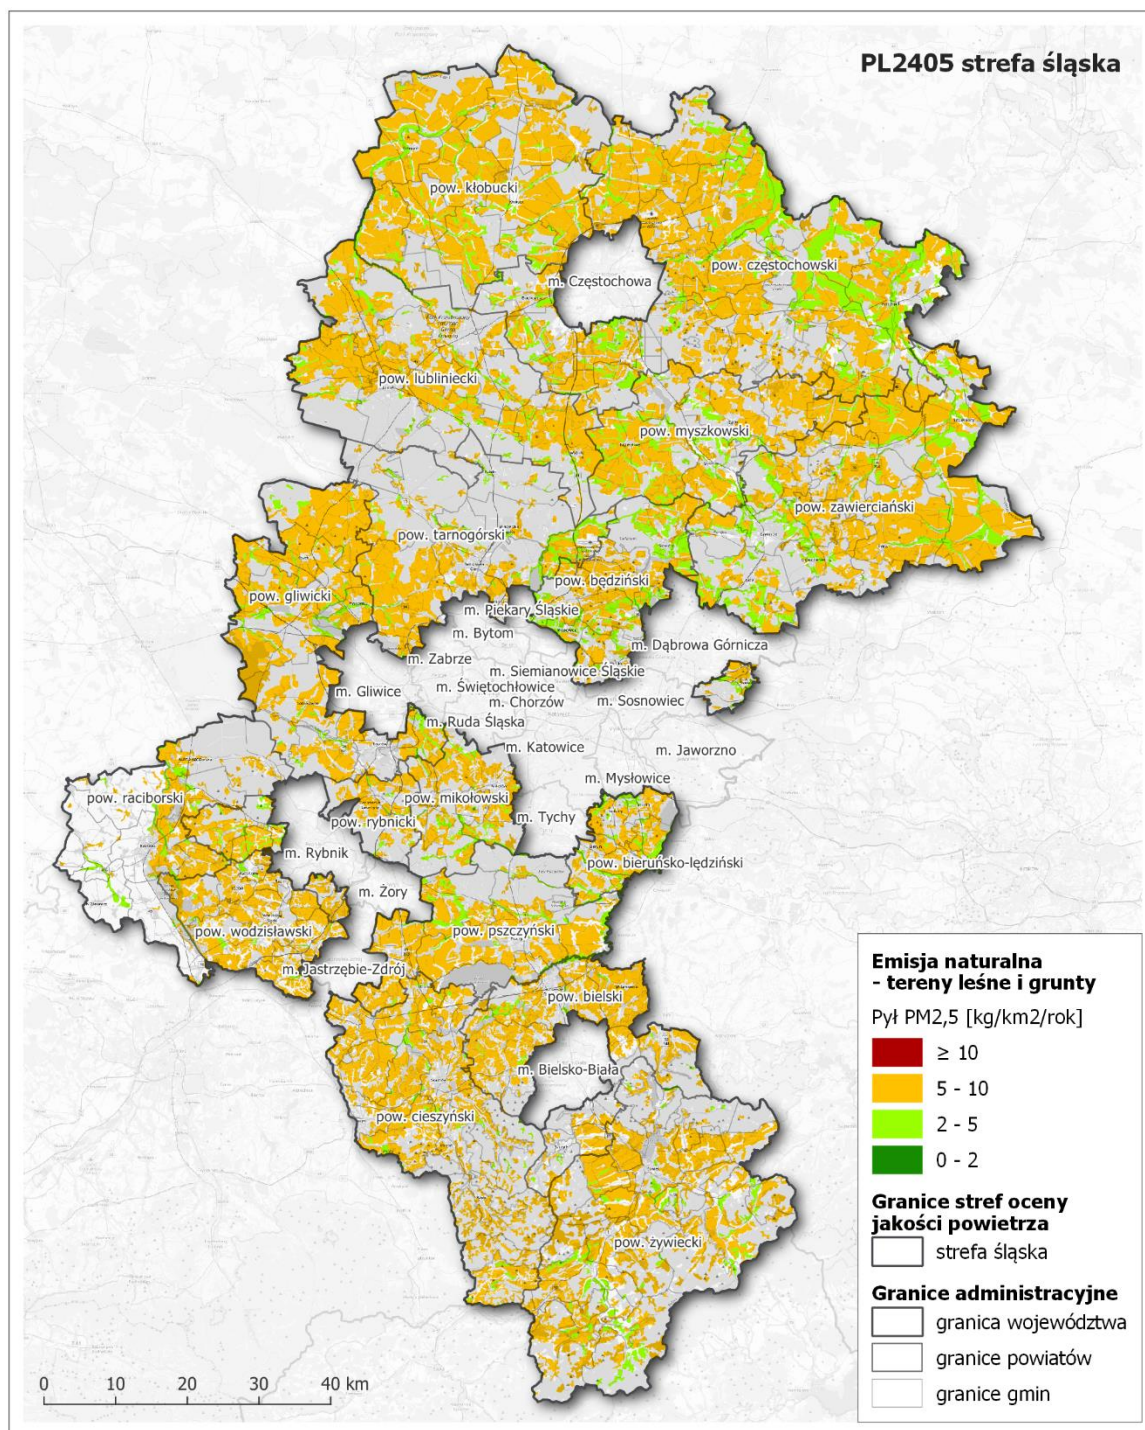 PL2405 strefa śląska
pow. kłobucki
pow. częstochowski
m. Częstochowa
pow. lubliniecki
pow. myszkowski
pow. zawierciański
pow. tarnogórski
pow. będziński
pow. gliwicki
m. Piekary Śląskie
m. Bytom
m. Dąbrowa Górnicza
m. Zabrze
m. Siemianowice Śląskie
m. Gliwice
m. Świętochłowice
m. Chorzów
m. Sosnowiec
m. Ruda Śląska
m. Katowice
m. Jaworzno
m. Mysłowice
pow. raciborski
pow. mikołowski
m. Tychy
pow. rybnicki
m. Rybnik
pow. bieruńsko-lędziński
m. Żory
pow. wodzisławski
pow. pszczyński
m. Jastrzębie-Zdrój
pow. bielski
m. Bielsko-Biała
pow. cieszyński
pow. żywiecki
Emisja naturalna
- tereny leśne i grunty
Pył PM2,5 [kg/km2/rok]
≥ 10
5 - 10
2 - 5
0 - 2
Granice stref oceny
jakości powietrza
strefa śląska
Granice administracyjne
granica województwa
granice powiatów
granice gmin
0 10 20 30 40 km